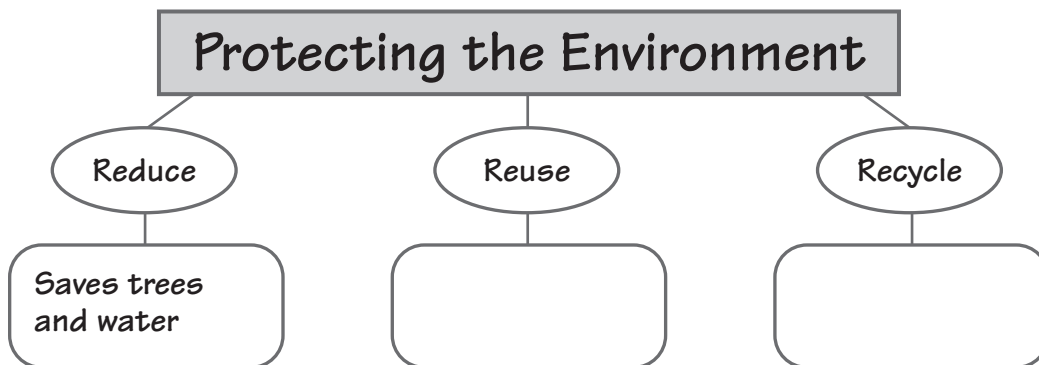 Protecting the Environment
Reduce
Reuse
Recycle
Saves trees
and water